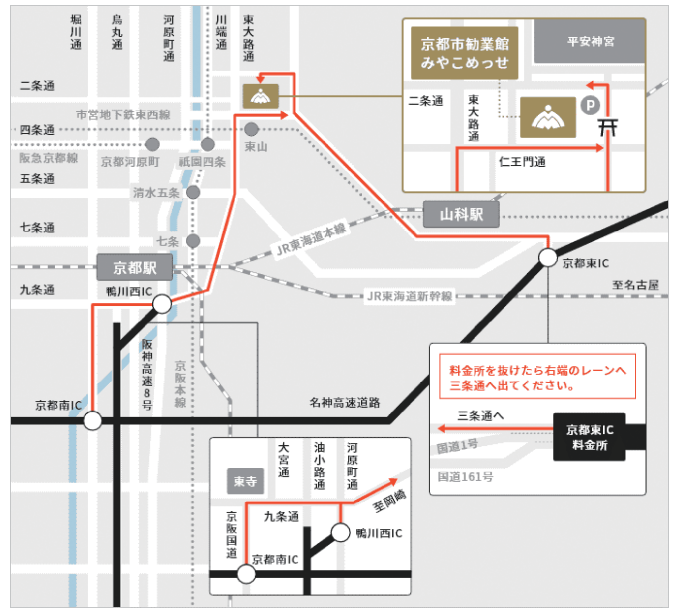 堀川通
烏丸通
河原町通
川端通
東大路通
京都市勧業館
みやこめっせ
平安神宮
二条通
東大路通
P
仁王門通
二条通
市営地下鉄東西線
四条通
東山
阪急京都線
京都河原町
祇園四条
五条通
清水五条
七条通
七条
JR東海道本線
山科駅
京都駅
京都東IC
九条通
鴨川西IC
JR東海道新幹線
至名古屋
阪神高速8号
京阪本線
京都南IC
名神高速道路
料金所を抜けたら右端のレーンへ
三条通へ出てください。
三条通へ
京都東IC
料金所
国道1号
国道161号
大宮通
油小路通
河原町通
東寺
至岡崎
京阪国道
九条通
鴨川西IC
京都南IC